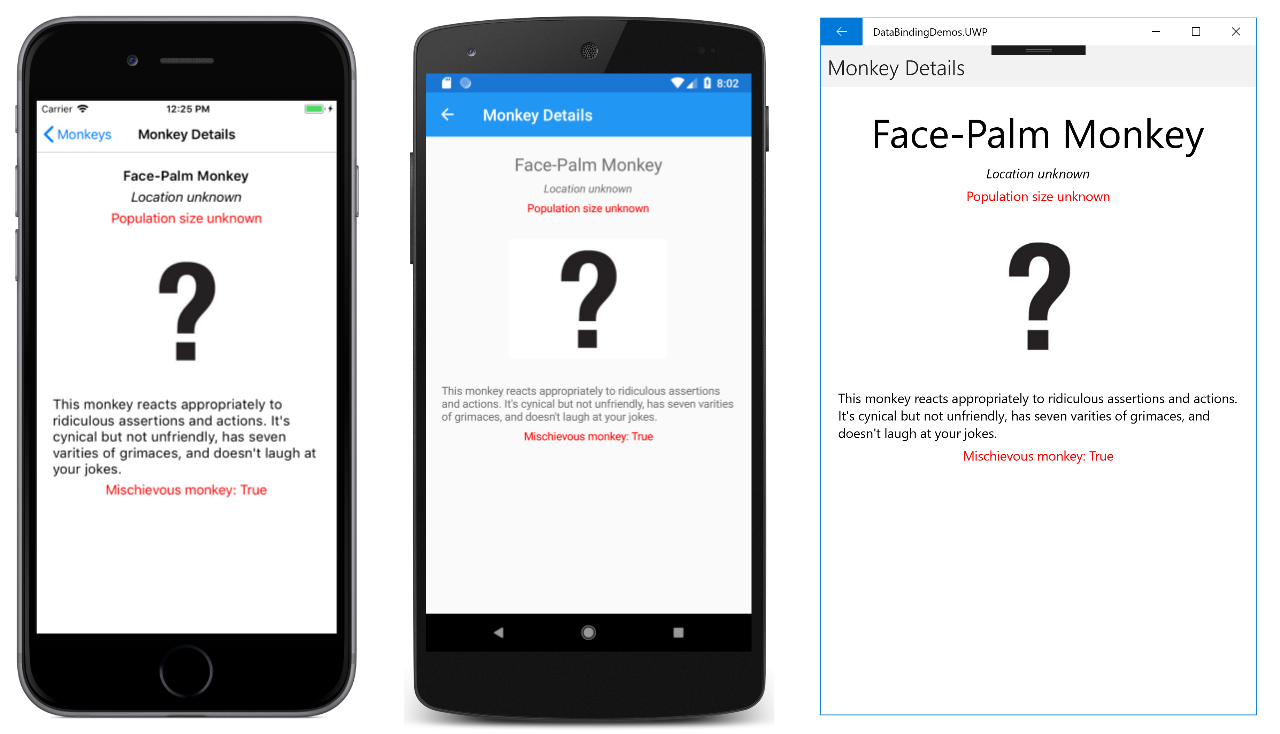 Carrier 12:25 PM
Monkeys Monkey Details
Face-Palm Monkey
Location unknown
Population size unknown
?
This monkey reacts appropriately to
ridiculous assertions and actions. It's
cynical but not unfriendly, has seven
varities of grimaces, and doesn't laugh at
your jokes.
Mischievous monkey: True
8:02
Monkey Details
Face-Palm Monkey
Location unknown
Population size unknown
?
This monkey reacts appropriately to ridiculous assertions
and actions. It's cynical but not unfriendly, has seven varities
of grimaces, and doesn't laugh at your jokes.
Mischievous monkey: True
DataBindingDemos.UWP
Monkey Details
Face-Palm Monkey
Location unknown
Population size unknown
?
This monkey reacts appropriately to ridiculous assertions and actions.
It's cynical but not unfriendly, has seven varities of grimaces, and
doesn't laugh at your jokes.
Mischievous monkey: True